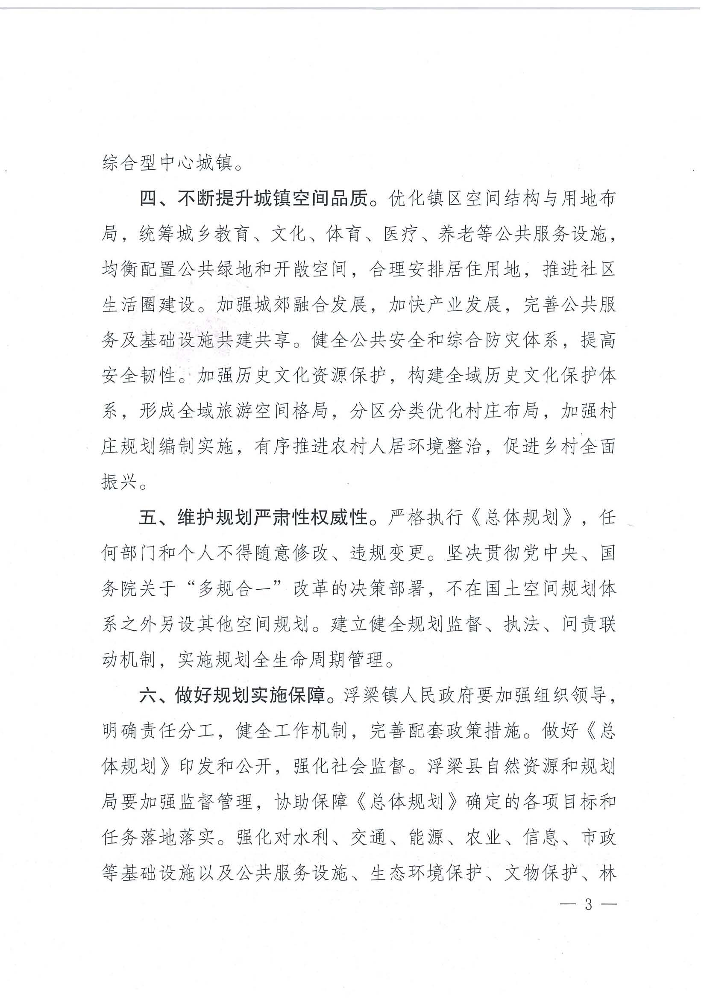 综合型中心城镇。
四、不断提升城镇空间品质。优化镇区空间结构与用地布
局，统筹城乡教育、文化、体育、医疗、养老等公共服务设施，
均衡配置公共绿地和开敞空间，合理安排居住用地，推进社区
生活圈建设。加强城郊融合发展，加快产业发展，完善公共服
务及基础设施共建共享。健全公共安全和综合防灾体系，提高
安全韧性。加强历史文化资源保护，构建全域历史文化保护体
系，形成全域旅游空间格局，分区分类优化村庄布局，加强村
庄规划编制实施，有序推进农村人居环境整治，促进乡村全面
振兴。
五、维护规划严肃性权威性。严格执行《总体规划》，任
何部门和个人不得随意修改、违规变更。坚决贯彻党中央、国
务院关于“多规合一”改革的决策部署，不在国土空间规划体
系之外另设其他空间规划。建立健全规划监督、执法、问责联
动机制，实施规划全生命周期管理。
六、做好规划实施保障。浮梁镇人民政府要加强组织领导，
明确责任分工，健全工作机制，完善配套政策措施。做好《总
体规划》印发和公开，强化社会监督。浮梁县自然资源和规划
局要加强监督管理，协助保障《总体规划》确定的各项目标和
任务落地落实。强化对水利、交通、能源、农业、信息、市政
等基础设施以及公共服务设施、生态环境保护、文物保护、林
— 3 —